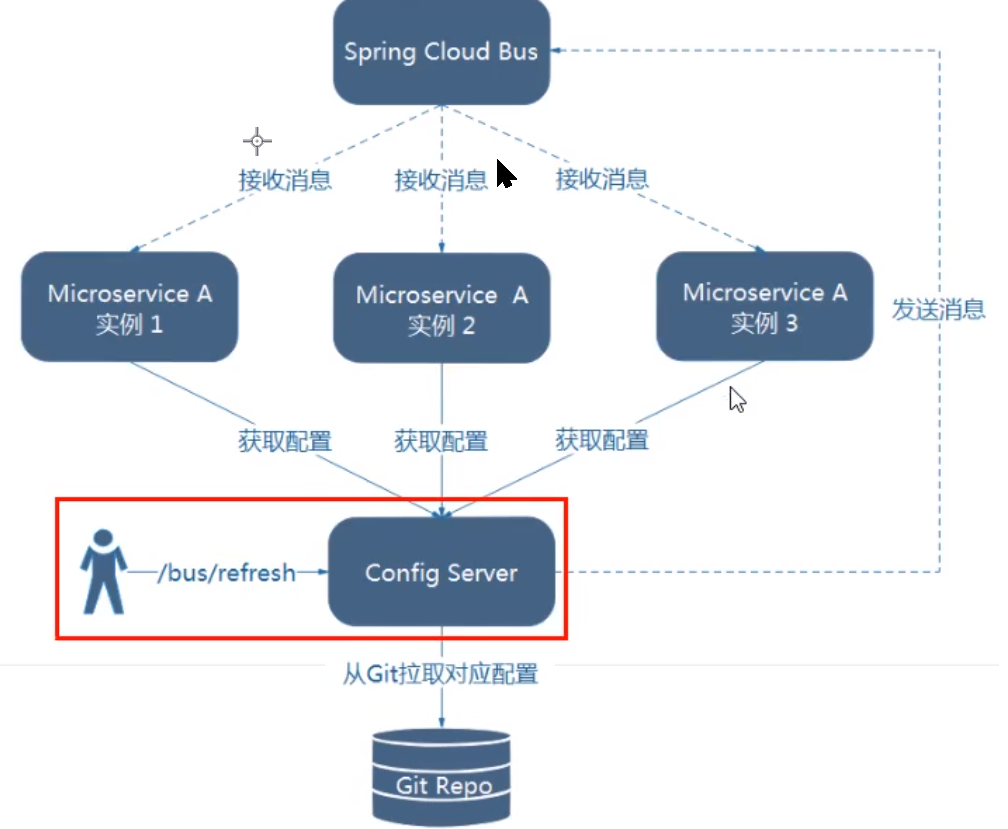 Spring Cloud Bus
接收消息
接收消息
接收消息
Microservice A
实例 1
Microservice A
实例 2
Microservice A
实例 3
发送消息
获取配置
获取配置
获取配置
/bus/refresh
Config Server
从Git拉取对应配置
Git Repo